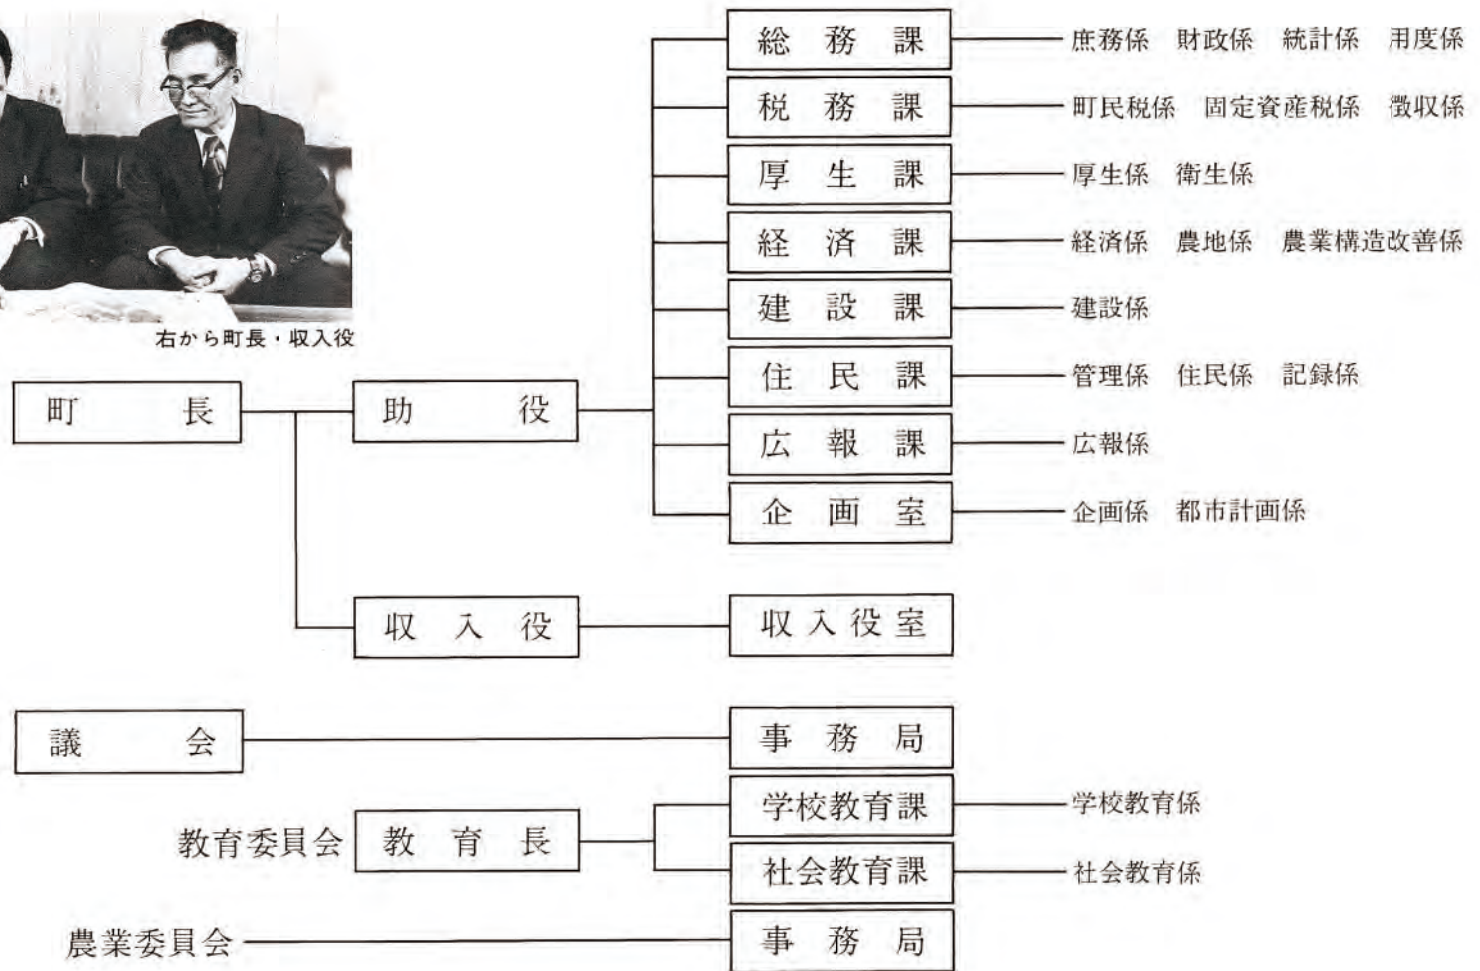 総務課 庶務係 財政係 統計係 用度係
税務課 町民税係 固定資産税係 徴収係
厚生課 厚生係 衛生係
経済課 経済係 農地係 農業構造改善係
建設課 建設係
右から町長・収入役
住民課 管理係 住民係 記録係
町長 助役
広報課 広報係
企画室 企画係 都市計画係
収入役 収入役室
議会 事務局
学校教育課 学校教育係
教育委員会 教育長
社会教育課 社会教育係
農業委員会 事務局